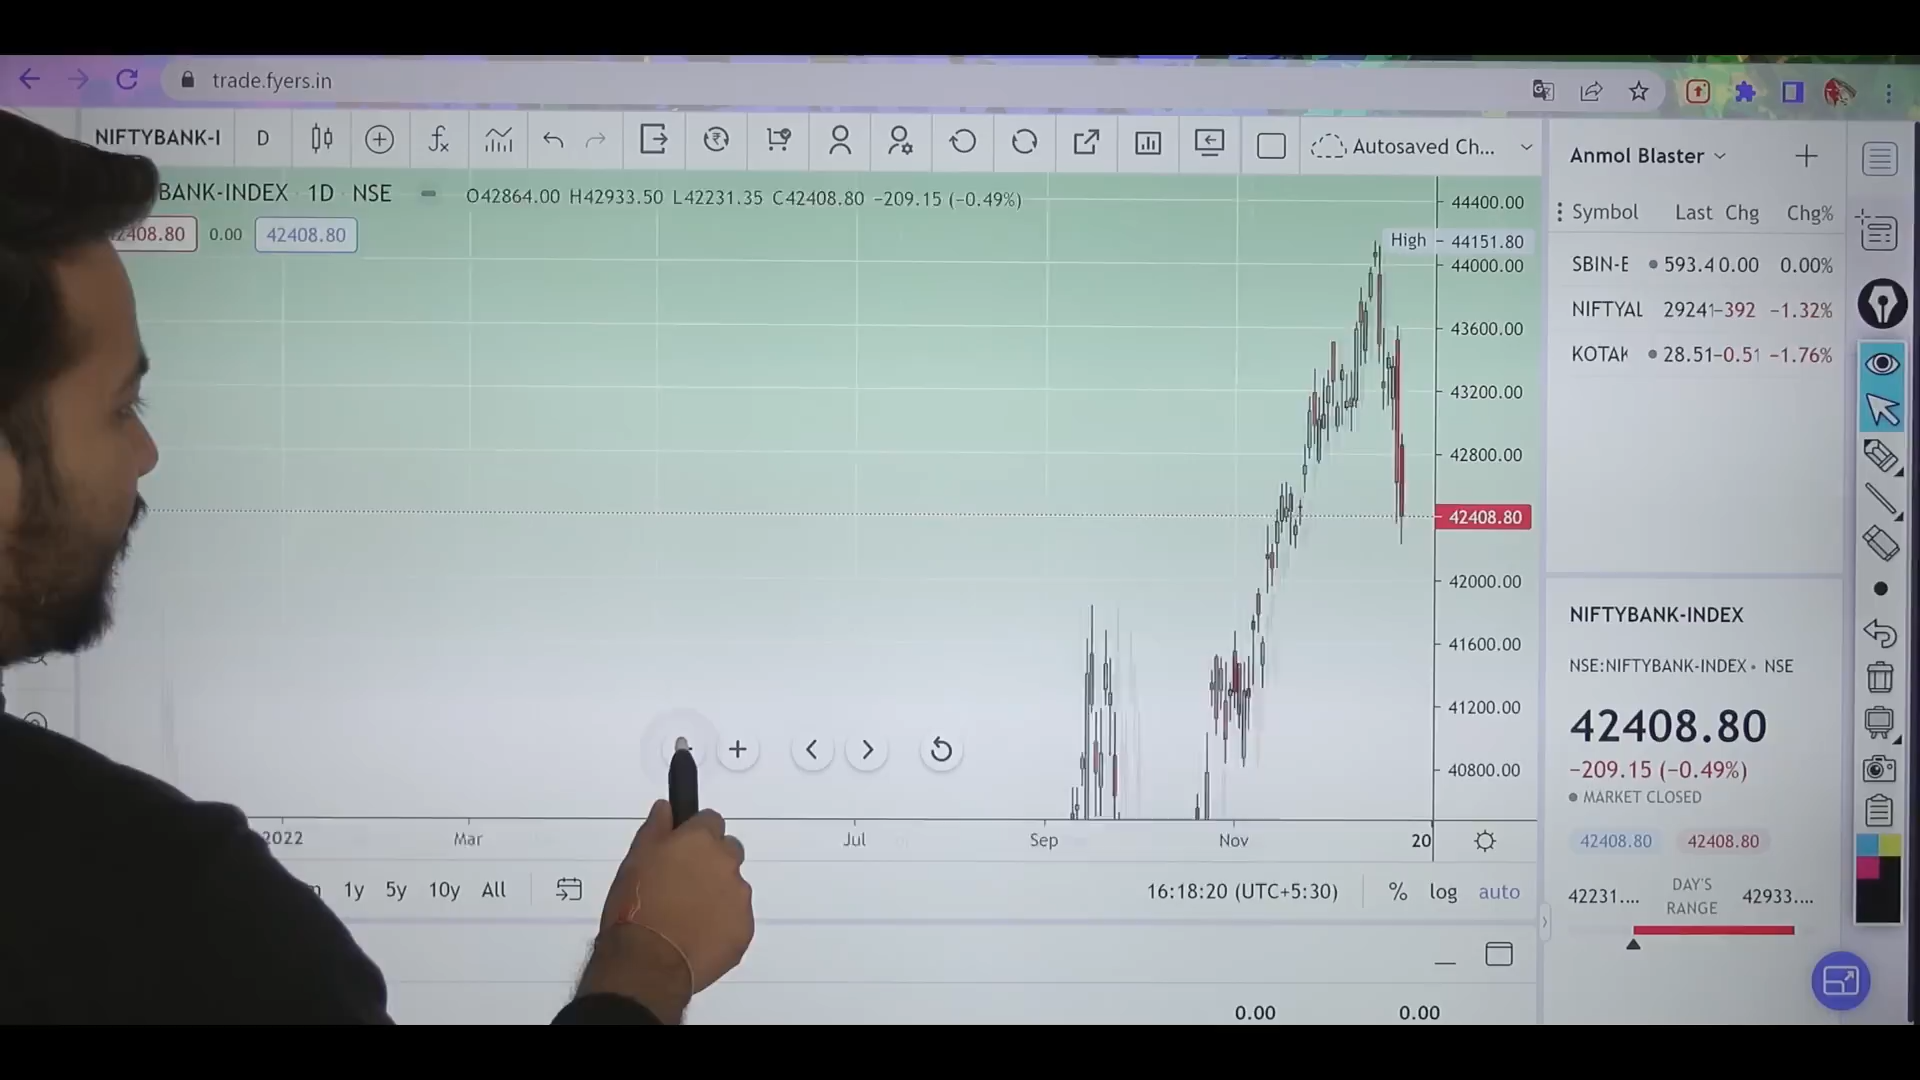 trade.fyers.in
NIFTYBANK-I D Autosaved Ch...
BANK-INDEX 1D NSE O42864.00 H42933.50 L42231.35 C42408.80 −209.15 (−0.49%)
42408.80 0.00 42408.80
44400.00
High 44151.80
44000.00
43600.00
43200.00
42800.00
42408.80
42000.00
41600.00
41200.00
40800.00
2022 Mar Jul Sep Nov 20
1y 5y 10y All
16:18:20 (UTC+5:30) % log auto
0.00 0.00
Anmol Blaster
Symbol Last Chg Chg%
SBIN-E 593.4 0.00 0.00%
NIFTYAL 29241 −392 −1.32%
KOTAK 28.51 −0.51 −1.76%
NIFTYBANK-INDEX
NSE:NIFTYBANK-INDEX • NSE
42408.80
−209.15 (−0.49%)
MARKET CLOSED
42408.80 42408.80
42231.... DAY'S RANGE 42933....